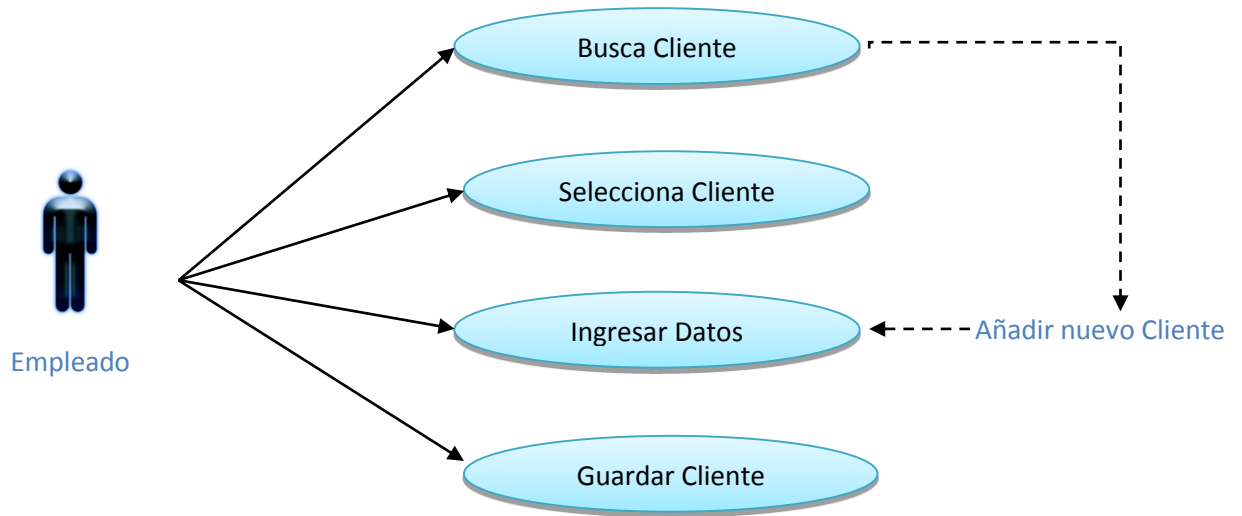 Busca Cliente
Selecciona Cliente
Ingresar Datos
Añadir nuevo Cliente
Empleado
Guardar Cliente